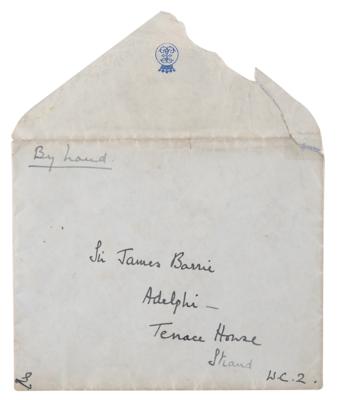 By hand.
Sir James Barrie
Adelphi —
Terrace House
Strand
W.C.2.